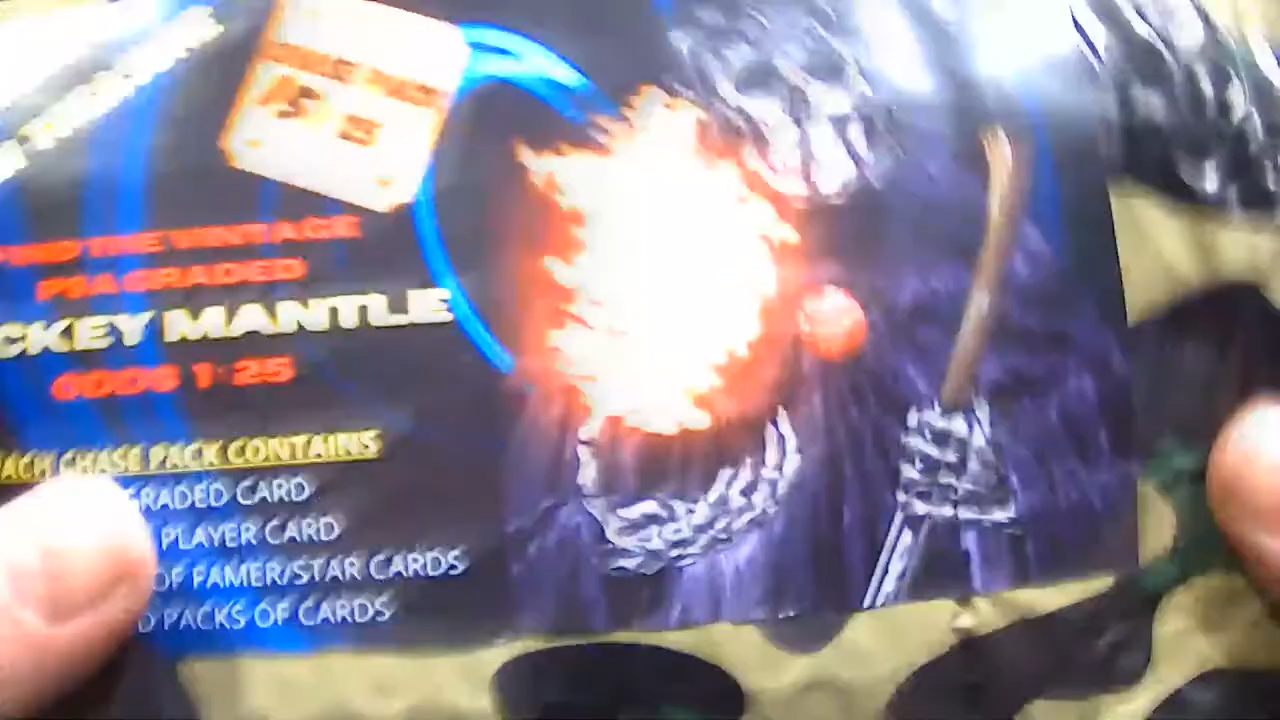 THE VINTAGE
PSA GRADED
CKEY MANTLE
ODDS 1:25
ACH CHASE PACK CONTAINS
GRADED CARD
PLAYER CARD
OF FAMER/STAR CARDS
D PACKS OF CARDS